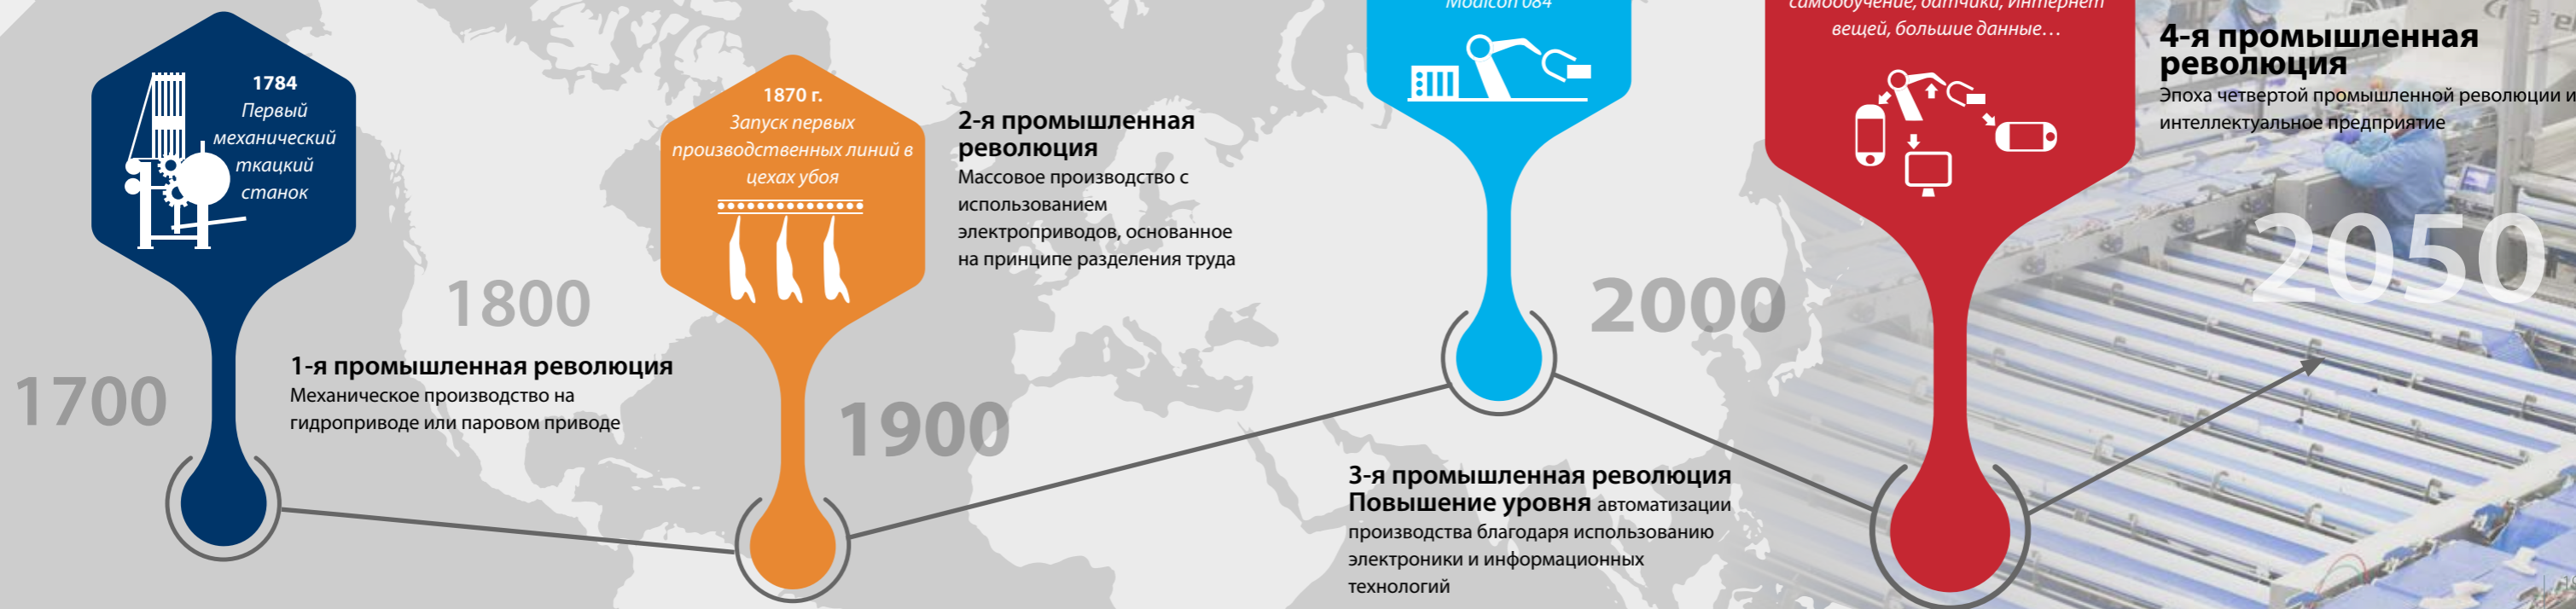 1784
Первый
механический
ткацкий
станок
1700
1800
1-я промышленная революция
Механическое производство на
гидроприводе или паровом приводе
1870 г.
Запуск первых
производственных линий в
цехах убоя
2-я промышленная
революция
Массовое производство с
использованием
электроприводов, основанное
на принципе разделения труда
1900
Modicon 084
2000
3-я промышленная революция
Повышение уровня автоматизации
производства благодаря использованию
электроники и информационных
технологий
самообучение, датчики, Интернет
вещей, большие данные…
4-я промышленная
революция
Эпоха четвертой промышленной революции и
интеллектуальное предприятие
2050